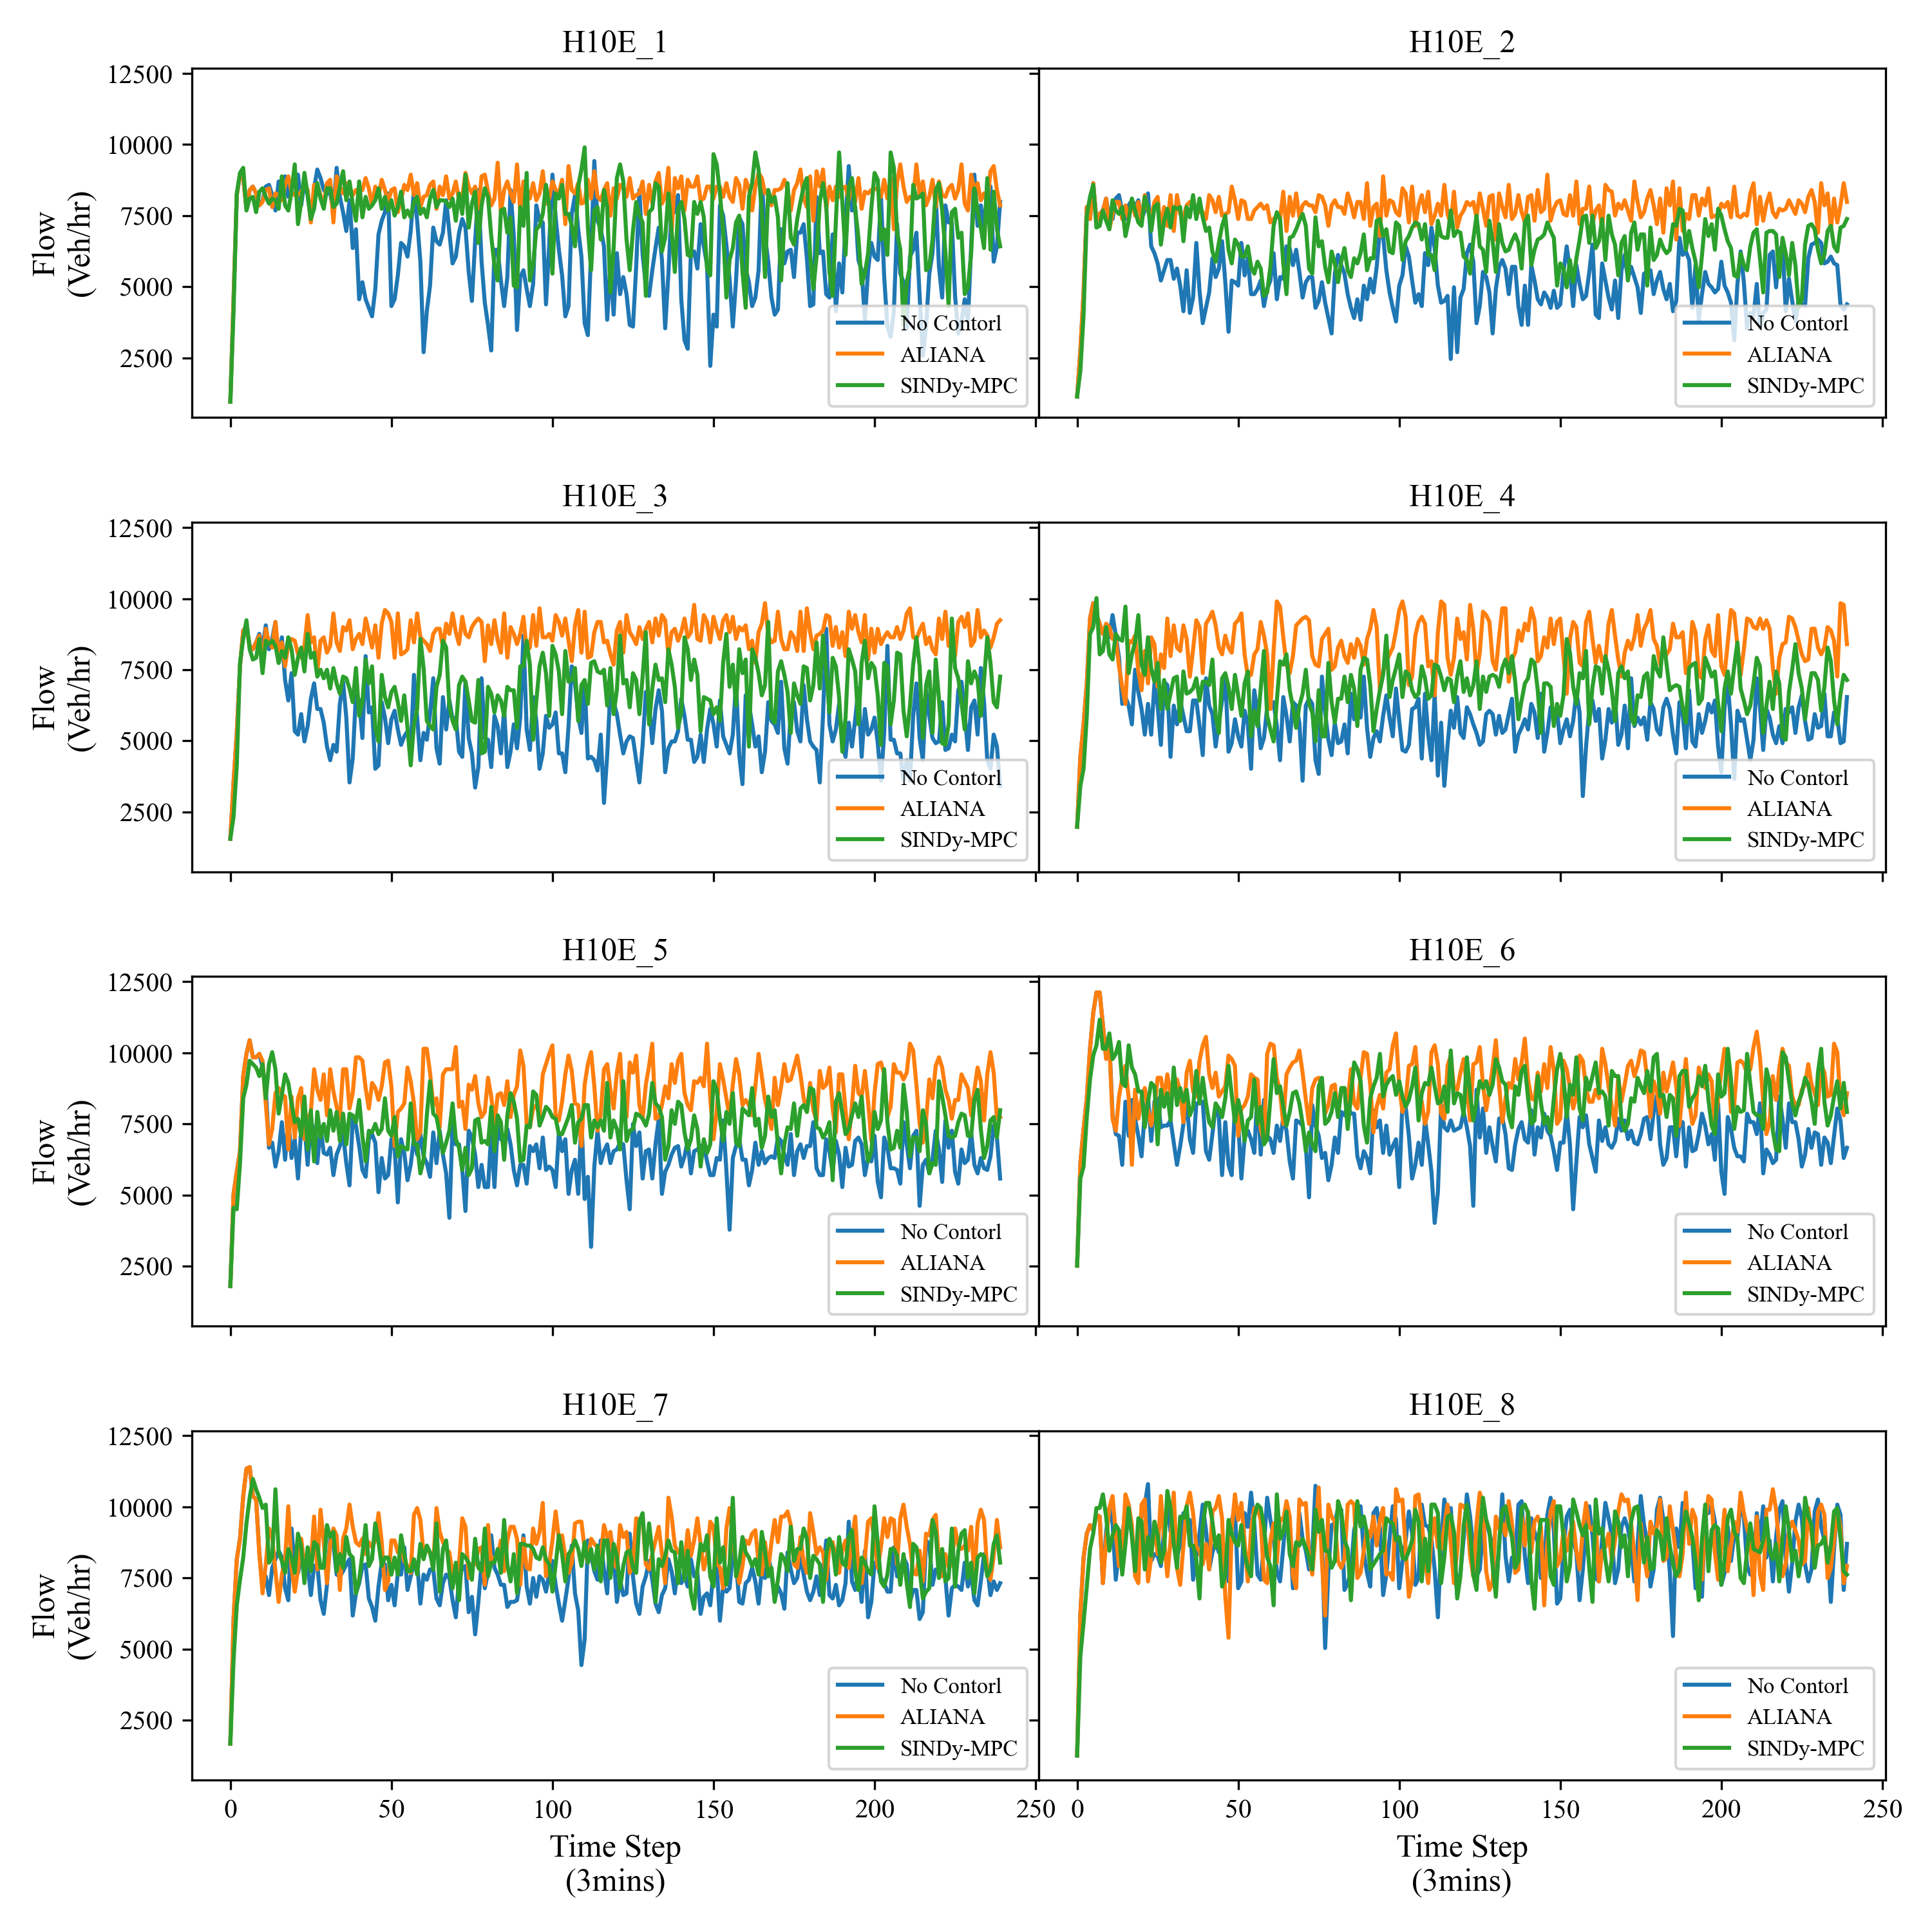 H10E_1
H10E_2
12500
10000
7500
5000
2500
Flow
(Veh/hr)
No Contorl
ALIANA
SINDy-MPC
No Contorl
ALIANA
SINDy-MPC
H10E_3
H10E_4
12500
10000
7500
5000
2500
Flow
(Veh/hr)
No Contorl
ALIANA
SINDy-MPC
No Contorl
ALIANA
SINDy-MPC
H10E_5
H10E_6
12500
10000
7500
5000
2500
Flow
(Veh/hr)
No Contorl
ALIANA
SINDy-MPC
No Contorl
ALIANA
SINDy-MPC
H10E_7
H10E_8
12500
10000
7500
5000
2500
Flow
(Veh/hr)
No Contorl
ALIANA
SINDy-MPC
No Contorl
ALIANA
SINDy-MPC
0 50 100 150 200 250
0 50 100 150 200 250
Time Step
(3mins)
Time Step
(3mins)